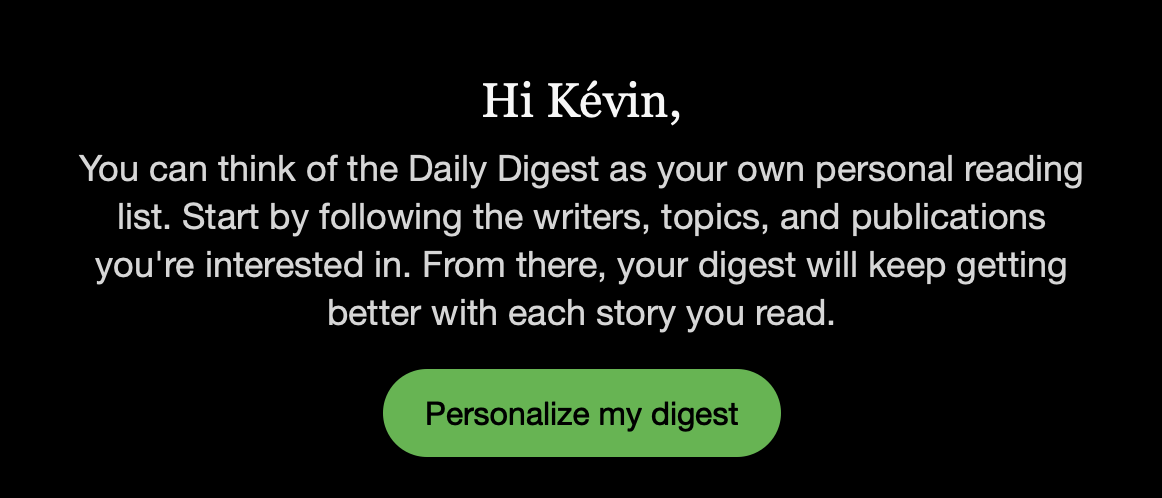 Hi Kévin,
You can think of the Daily Digest as your own personal reading
list. Start by following the writers, topics, and publications
you're interested in. From there, your digest will keep getting
better with each story you read.
Personalize my digest